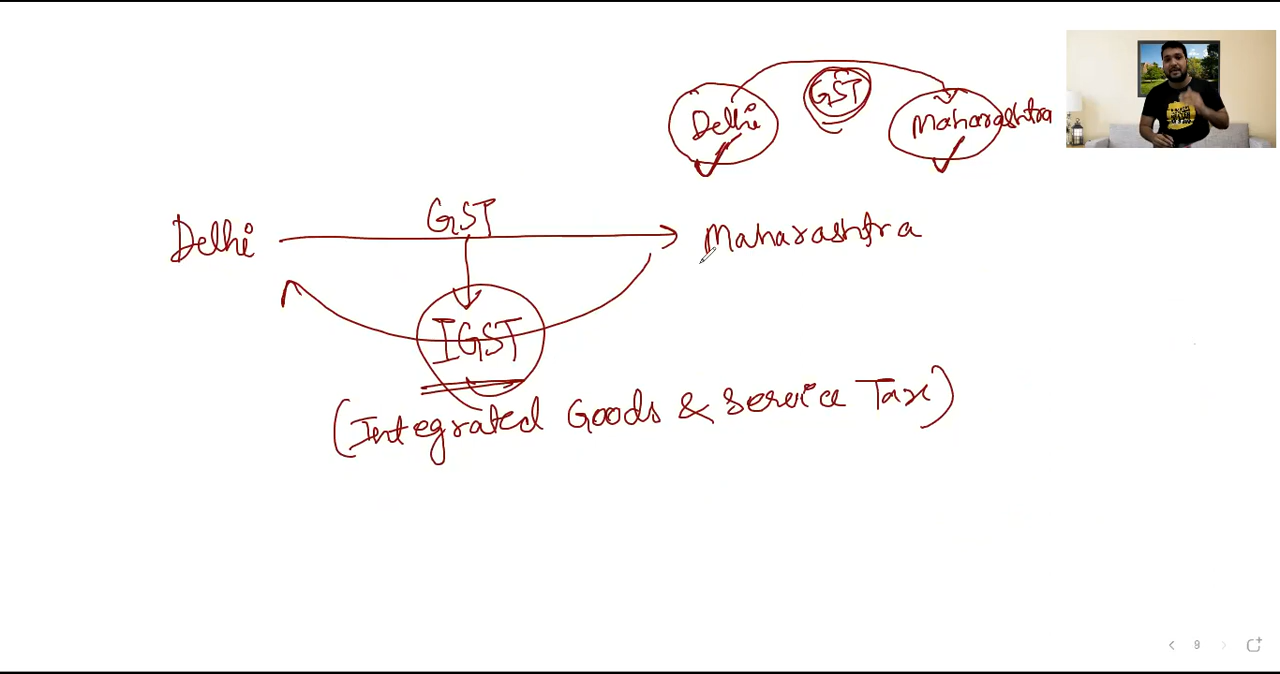 GST
Delhi Maharashtra
GST
Delhi Maharashtra
IGST
(Integrated Goods & Service Tax)
9